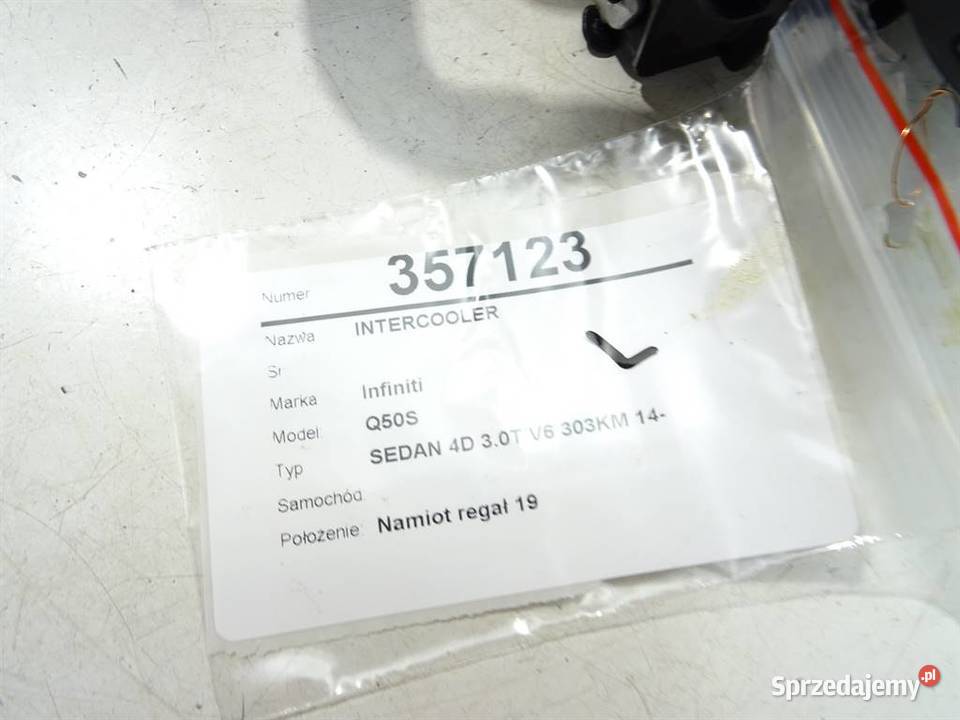 Numer 357123
Nazwa INTERCOOLER
Sr
Marka Infiniti
Model: Q50S
Typ SEDAN 4D 3.0T V6 303KM 14-
Samochód:
Położenie: Namiot regał 19
Sprzedajemy.pl